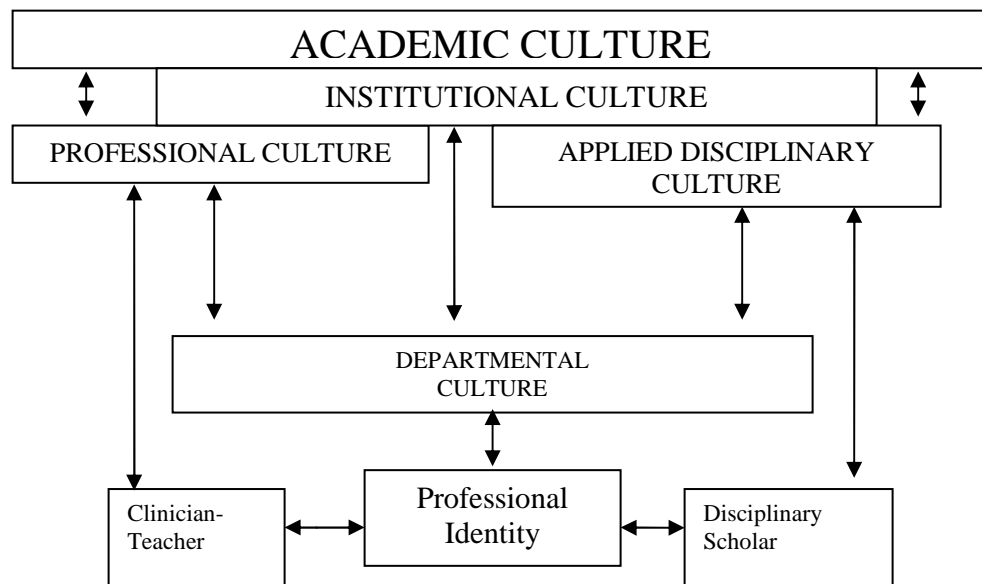 ACADEMIC CULTURE
INSTITUTIONAL CULTURE
PROFESSIONAL CULTURE
APPLIED DISCIPLINARY
CULTURE
DEPARTMENTAL
CULTURE
Clinician-
Teacher
Professional
Identity
Disciplinary
Scholar